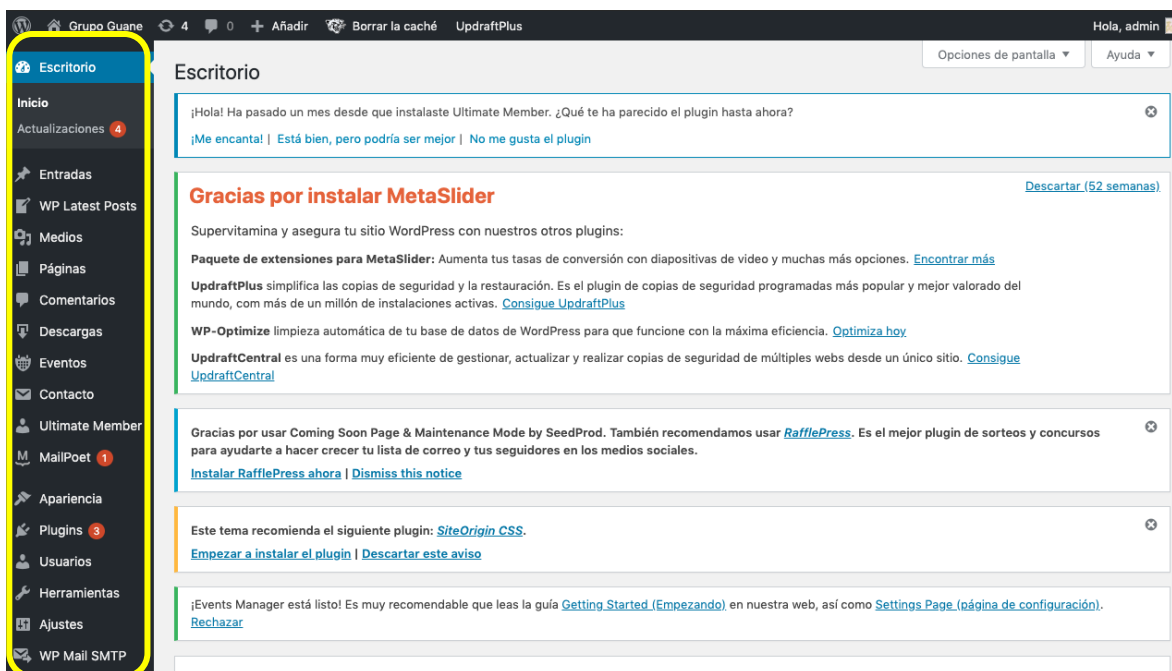 Grupo Guane 4 0 + Añadir Borrar la caché UpdraftPlus Hola, admin
Opciones de pantalla ▼ Ayuda ▼
Escritorio
Inicio
Actualizaciones 4
Entradas
WP Latest Posts
Medios
Páginas
Comentarios
Descargas
Eventos
Contacto
Ultimate Member
MailPoet 1
Apariencia
Plugins 3
Usuarios
Herramientas
Ajustes
WP Mail SMTP
Escritorio
¡Hola! Ha pasado un mes desde que instalaste Ultimate Member. ¿Qué te ha parecido el plugin hasta ahora?
¡Me encanta! | Está bien, pero podría ser mejor | No me gusta el plugin
Gracias por instalar MetaSlider
Descartar (52 semanas)
Supervitamina y asegura tu sitio WordPress con nuestros otros plugins:
Paquete de extensiones para MetaSlider: Aumenta tus tasas de conversión con diapositivas de video y muchas más opciones. Encontrar más
UpdraftPlus simplifica las copias de seguridad y la restauración. Es el plugin de copias de seguridad programadas más popular y mejor valorado del
mundo, com más de un millón de instalaciones activas. Consigue UpdraftPlus
WP-Optimize limpieza automática de tu base de datos de WordPress para que funcione con la máxima eficiencia. Optimiza hoy
UpdraftCentral es una forma muy eficiente de gestionar, actualizar y realizar copias de seguridad de múltiples webs desde un único sitio. Consigue
UpdraftCentral
Gracias por usar Coming Soon Page & Maintenance Mode by SeedProd. También recomendamos usar RafflePress. Es el mejor plugin de sorteos y concursos
para ayudarte a hacer crecer tu lista de correo y tus seguidores en los medios sociales.
Instalar RafflePress ahora | Dismiss this notice
Este tema recomienda el siguiente plugin: SiteOrigin CSS.
Empezar a instalar el plugin | Descartar este aviso
¡Events Manager está listo! Es muy recomendable que leas la guía Getting Started (Empezando) en nuestra web, así como Settings Page (página de configuración).
Rechazar